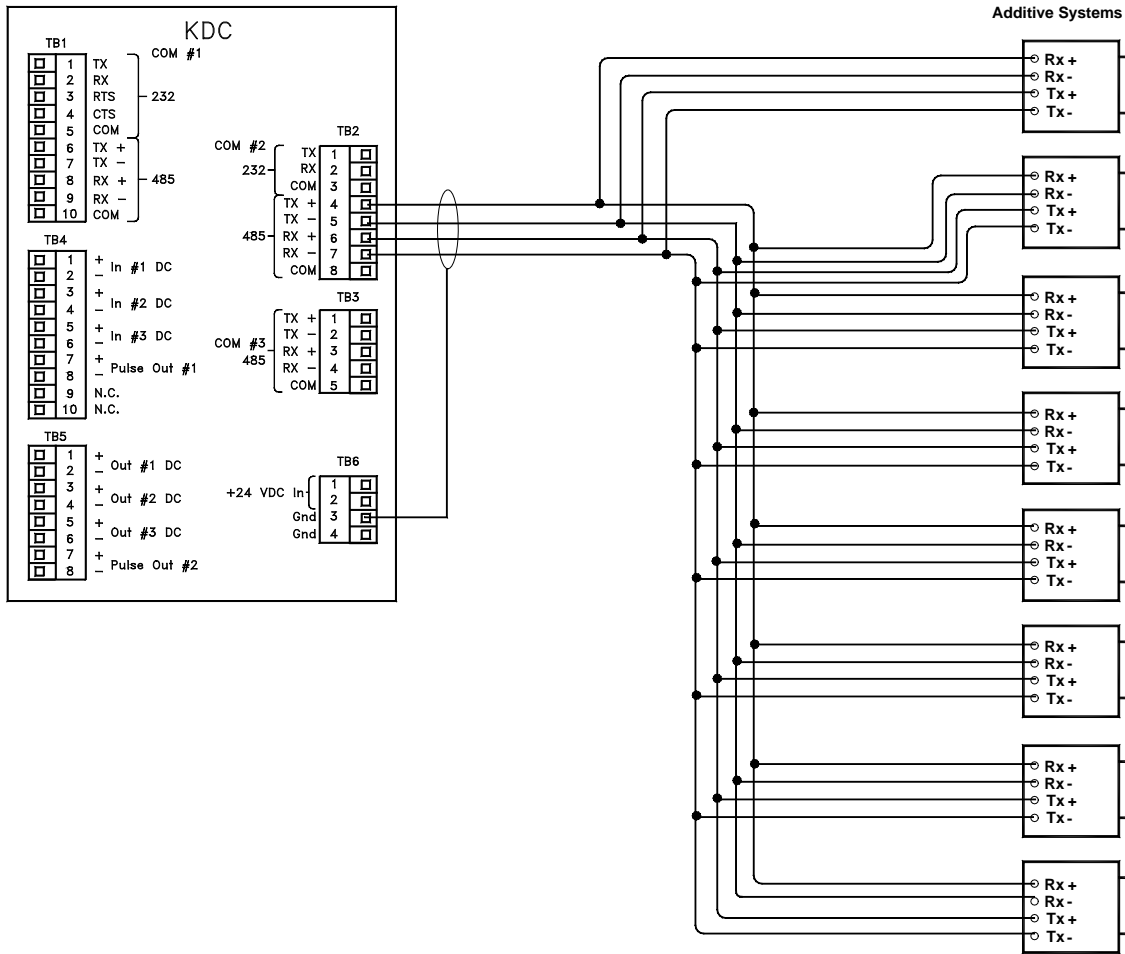 Additive Systems
KDC
TB1
COM #1
1 TX
2 RX
3 RTS
4 CTS
5 COM
232
6 TX +
7 TX -
8 RX +
9 RX -
10 COM
485
TB4
1 +
2 -
In #1 DC
3 +
4 -
In #2 DC
5 +
6 -
In #3 DC
7 +
8 -
Pulse Out #1
9 N.C.
10 N.C.
TB5
1 +
2 -
Out #1 DC
3 +
4 -
Out #2 DC
5 +
6 -
Out #3 DC
7 +
8 -
Pulse Out #2
TB2
COM #2
232
TX 1
RX 2
COM 3
485
TX + 4
TX - 5
RX + 6
RX - 7
COM 8
TB3
COM #3
485
TX + 1
TX - 2
RX + 3
RX - 4
COM 5
TB6
+24 VDC In
1
2
Gnd 3
Gnd 4
Rx+
Rx-
Tx+
Tx-
Rx+
Rx-
Tx+
Tx-
Rx+
Rx-
Tx+
Tx-
Rx+
Rx-
Tx+
Tx-
Rx+
Rx-
Tx+
Tx-
Rx+
Rx-
Tx+
Tx-
Rx+
Rx-
Tx+
Tx-
Rx+
Rx-
Tx+
Tx-